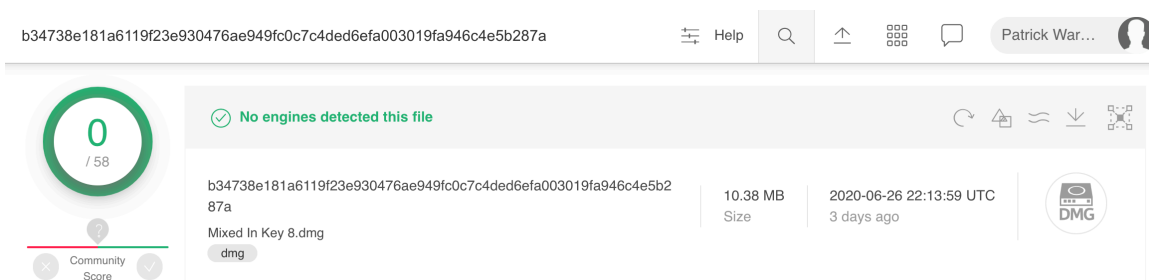 b34738e181a6119f23e930476ae949fc0c7c4ded6efa003019fa946c4e5b287a
Help
Patrick War...
0
/ 58
No engines detected this file
b34738e181a6119f23e930476ae949fc0c7c4ded6efa003019fa946c4e5b2
87a
Mixed In Key 8.dmg
dmg
10.38 MB
Size
2020-06-26 22:13:59 UTC
3 days ago
DMG
?
Community
Score